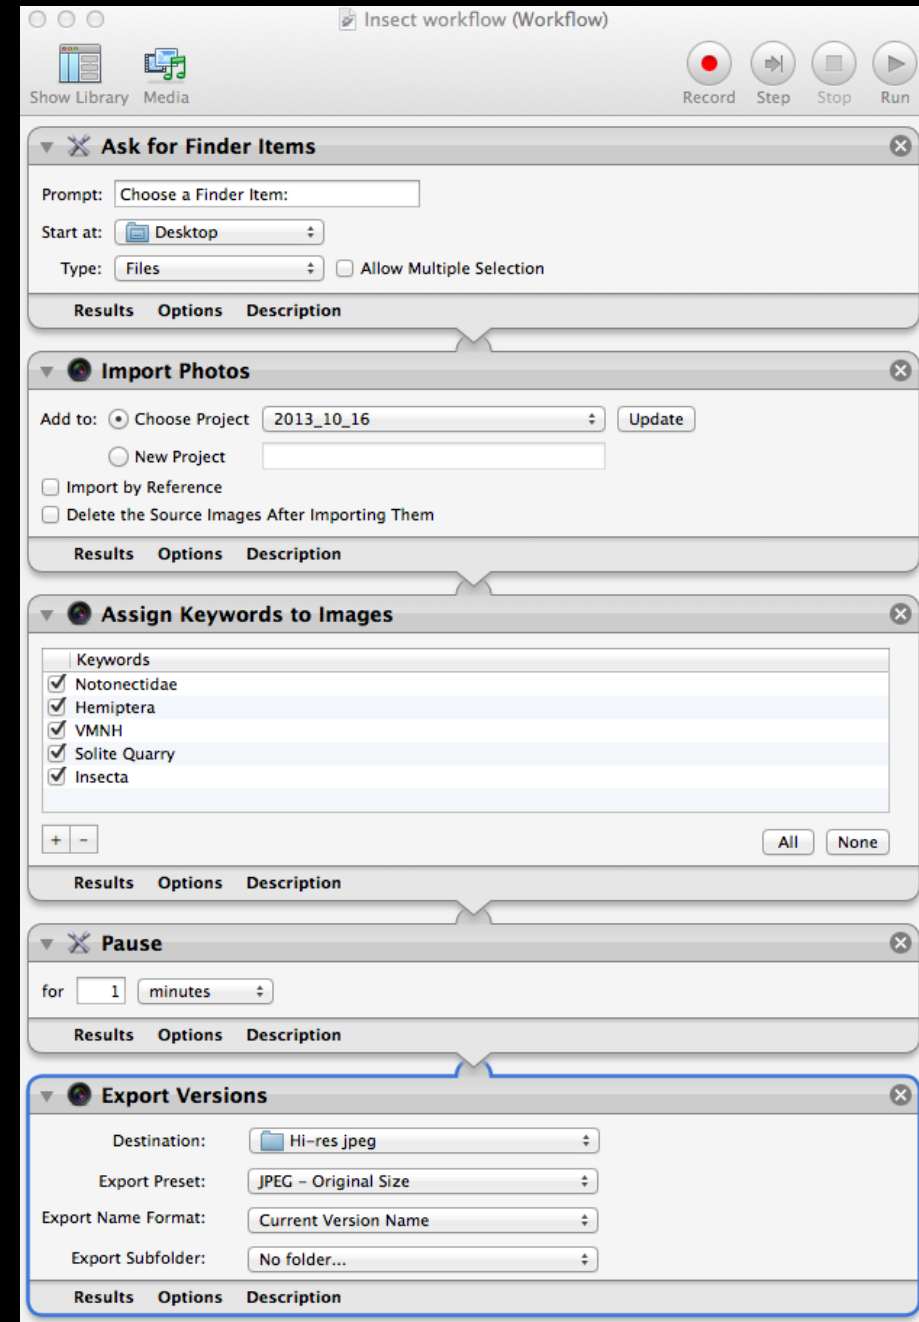 Insect workflow (Workflow)
Show Library Media Record Step Stop Run
Ask for Finder Items
Prompt: Choose a Finder Item:
Start at: Desktop
Type: Files Allow Multiple Selection
Results Options Description
Import Photos
Add to: Choose Project 2013_10_16 Update
New Project
Import by Reference
Delete the Source Images After Importing Them
Results Options Description
Assign Keywords to Images
Keywords
Notonectidae
Hemiptera
VMNH
Solite Quarry
Insecta
+ - All None
Results Options Description
Pause
for 1 minutes
Results Options Description
Export Versions
Destination: Hi-res jpeg
Export Preset: JPEG - Original Size
Export Name Format: Current Version Name
Export Subfolder: No folder...
Results Options Description